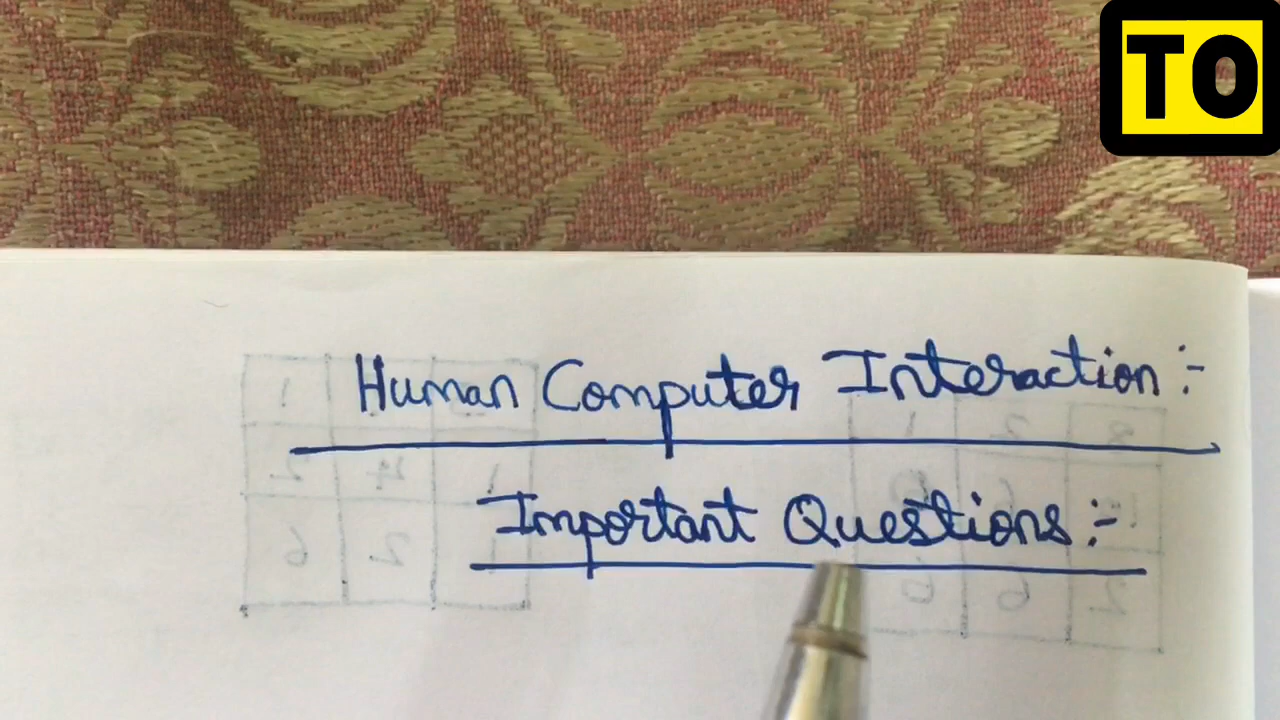 TO
Human Computer Interaction :-
Important Questions :-